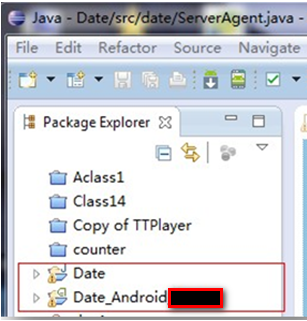 Java - Date/src/date/ServerAgent.java -
File Edit Refactor Source Navigate
Package Explorer
Aclass1
Class14
Copy of TTPlayer
counter
Date
Date_Android